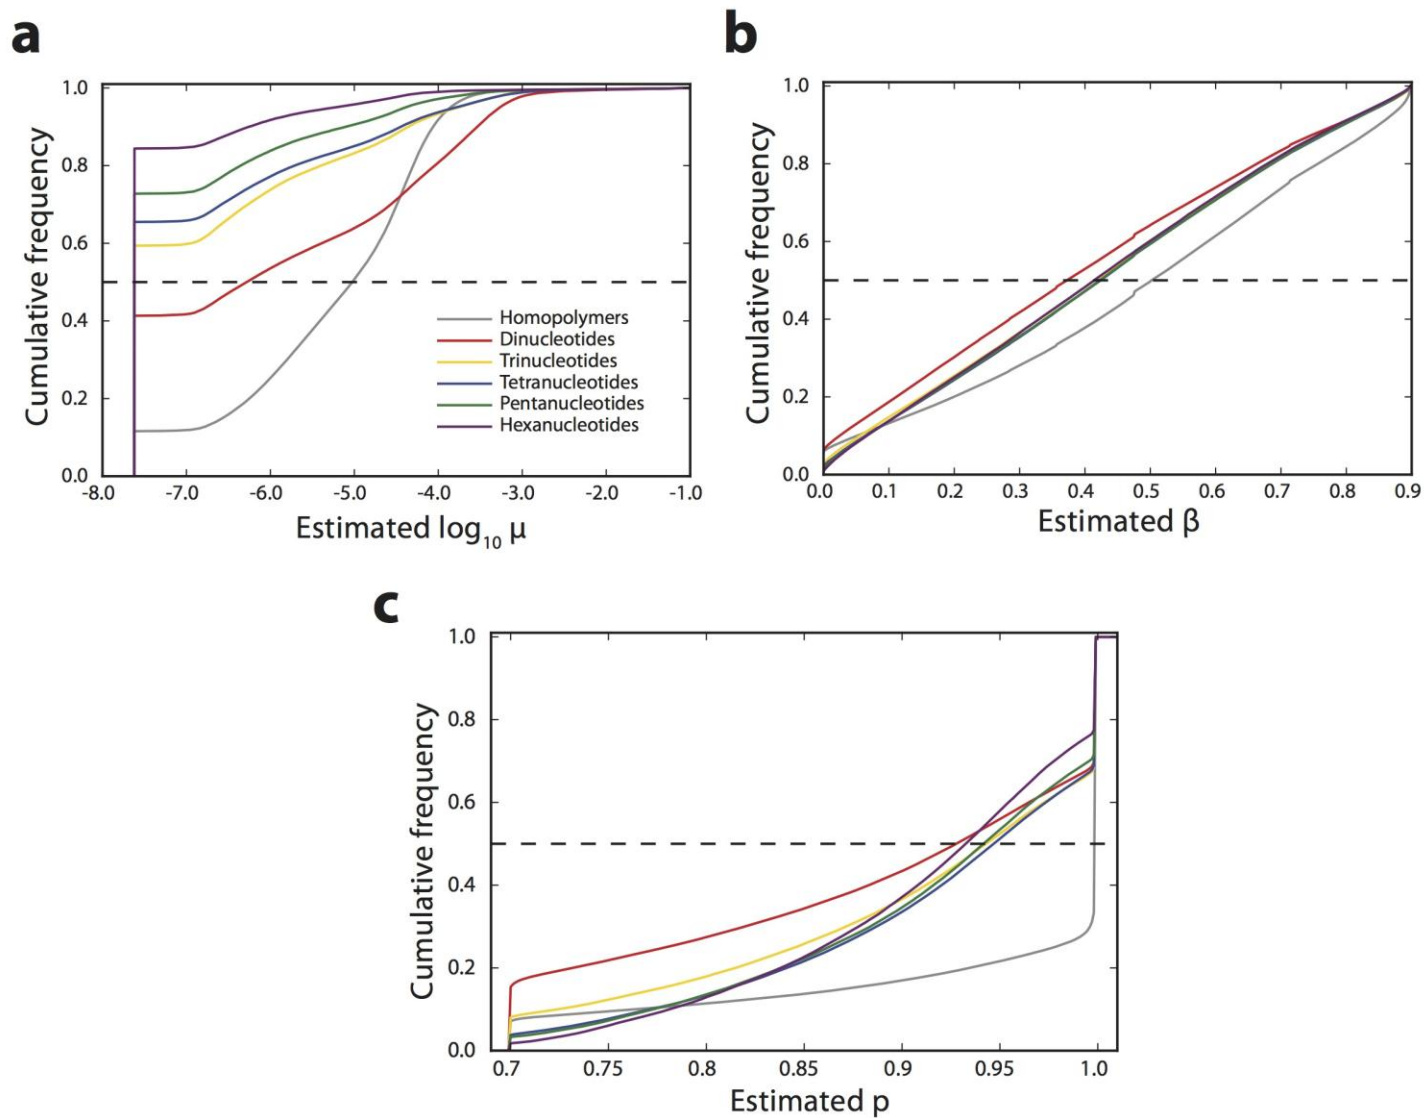 a
1.0
0.8
0.6
0.4
0.2
0.0
Cumulative frequency
Homopolymers
Dinucleotides
Trinucleotides
Tetranucleotides
Pentanucleotides
Hexanucleotides
-8.0 -7.0 -6.0 -5.0 -4.0 -3.0 -2.0 -1.0
Estimated log10 μ
b
1.0
0.8
0.6
0.4
0.2
0.0
Cumulative frequency
0.0 0.1 0.2 0.3 0.4 0.5 0.6 0.7 0.8 0.9
Estimated β
c
1.0
0.8
0.6
0.4
0.2
0.0
Cumulative frequency
0.7 0.75 0.8 0.85 0.9 0.95 1.0
Estimated p